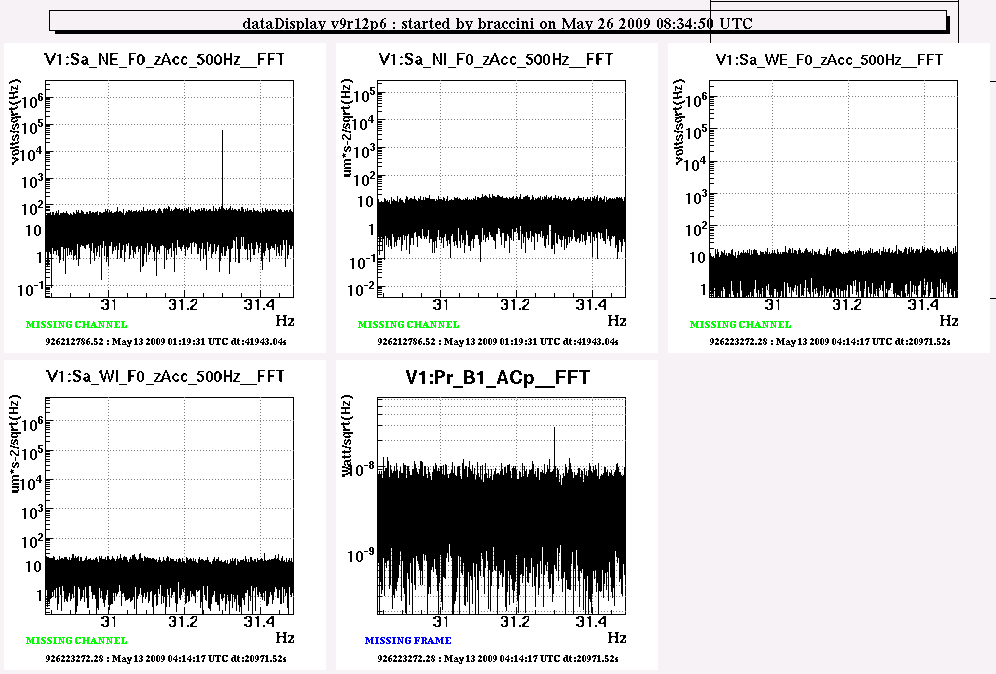 dataDisplay v9r12p6 : started by braccini on May 26 2009 08:34:50 UTC
V1:Sa_NE_F0_zAcc_500Hz__FFT
volts/sqrt(Hz)
10^6
10^5
10^4
10^3
10^2
10
1
10^-1
31
31.2
31.4
Hz
MISSING CHANNEL
926212786.52 : May 13 2009 01:19:31 UTC dt:41943.04s
V1:Sa_NI_F0_zAcc_500Hz__FFT
um*s-2/sqrt(Hz)
10^5
10^4
10^3
10^2
10
1
10^-1
10^-2
31
31.2
31.4
Hz
MISSING CHANNEL
926212786.52 : May 13 2009 01:19:31 UTC dt:41943.04s
V1:Sa_WE_F0_zAcc_500Hz__FFT
volts/sqrt(Hz)
10^6
10^5
10^4
10^3
10^2
10
1
31
31.2
31.4
Hz
MISSING CHANNEL
926223272.28 : May 13 2009 04:14:17 UTC dt:20971.52s
V1:Sa_WI_F0_zAcc_500Hz__FFT
um*s-2/sqrt(Hz)
10^6
10^5
10^4
10^3
10^2
10
1
31
31.2
31.4
Hz
MISSING CHANNEL
926223272.28 : May 13 2009 04:14:17 UTC dt:20971.52s
V1:Pr_B1_ACp__FFT
Watt/sqrt(Hz)
10^-8
10^-9
31
31.2
31.4
Hz
MISSING FRAME
926223272.28 : May 13 2009 04:14:17 UTC dt:20971.52s